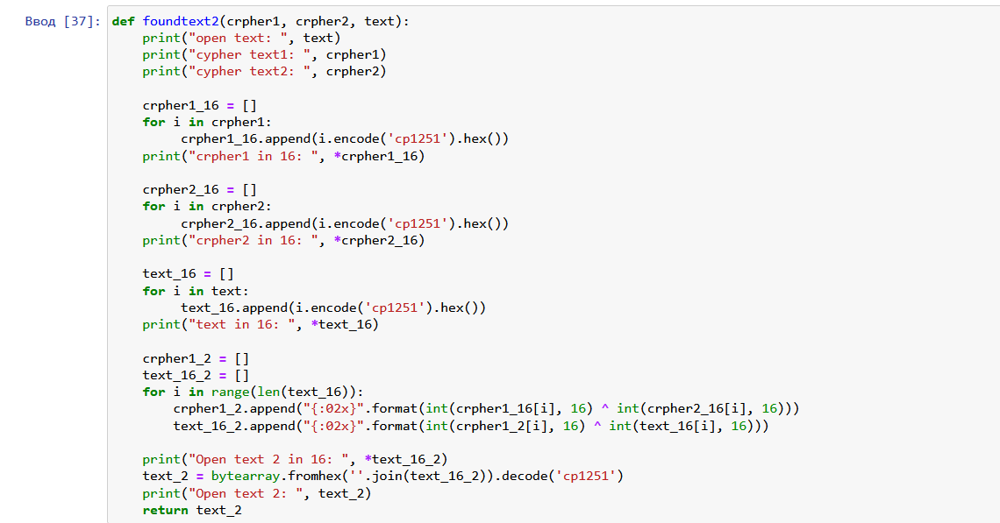 Ввод [37]: def foundtext2(crpher1, crpher2, text):
    print("open text: ", text)
    print("cypher text1: ", crpher1)
    print("cypher text2: ", crpher2)

    crpher1_16 = []
    for i in crpher1:
         crpher1_16.append(i.encode('cp1251').hex())
    print("crpher1 in 16: ", *crpher1_16)

    crpher2_16 = []
    for i in crpher2:
         crpher2_16.append(i.encode('cp1251').hex())
    print("crpher2 in 16: ", *crpher2_16)

    text_16 = []
    for i in text:
         text_16.append(i.encode('cp1251').hex())
    print("text in 16: ", *text_16)

    crpher1_2 = []
    text_16_2 = []
    for i in range(len(text_16)):
        crpher1_2.append("{:02x}".format(int(crpher1_16[i], 16) ^ int(crpher2_16[i], 16)))
        text_16_2.append("{:02x}".format(int(crpher1_2[i], 16) ^ int(text_16[i], 16)))

    print("Open text 2 in 16: ", *text_16_2)
    text_2 = bytearray.fromhex(''.join(text_16_2)).decode('cp1251')
    print("Open text 2: ", text_2)
    return text_2